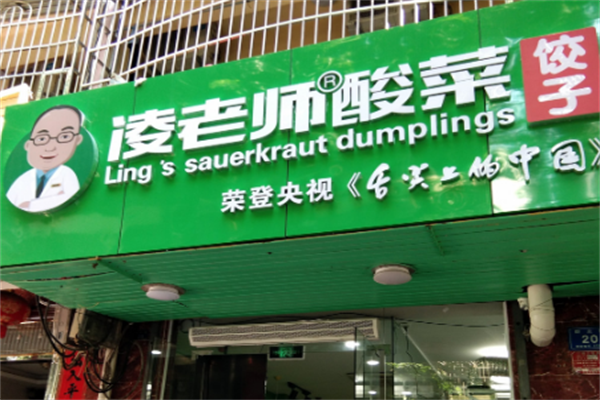 凌老师®酸菜饺子
Ling 's sauerkraut dumplings
荣登央视《舌尖上的中国》
20